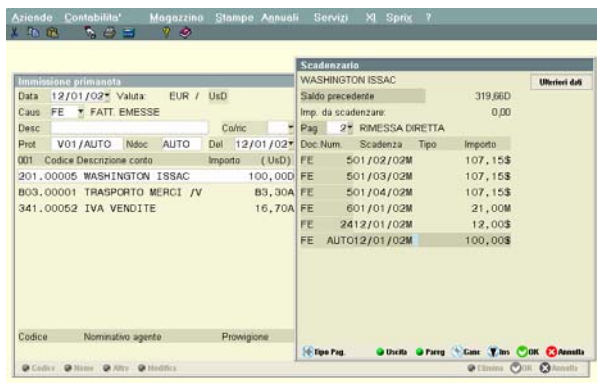 Aziende Contabilita' Magazzino Stampe Annuali Servizi XL Sprix ?
Immissione primanota
Data 12/01/02 Valuta: EUR / UsD
Caus FE FATT. EMESSE
Desc Co/ric
Prot V01/AUTO Ndoc AUTO Del 12/01/02
001 Codice Descrizione conto Importo (UsD)
201.00005 WASHINGTON ISSAC 100,00D
803.00001 TRASPORTO MERCI /V 83,30A
341.00052 IVA VENDITE 16,70A
Codice Nominativo agente Provvigione
Codice Nome Altre Modifica
Scadenzario
WASHINGTON ISSAC Ulteriori dati
Saldo precedente 319,66D
Imp. da scadenzare: 0,00
Pag 2 RIMESSA DIRETTA
Doc.Num. Scadenza Tipo Importo
FE 501/02/02M 107,15$
FE 501/03/02M 107,15$
FE 501/04/02M 107,15$
FE 601/01/02M 21,00M
FE 2412/01/02M 12,00$
FE AUTO12/01/02M 100,00$
Tipo Pag. Uscita Pareg Canc Ins OK Annulla
Elimina OK Annulla